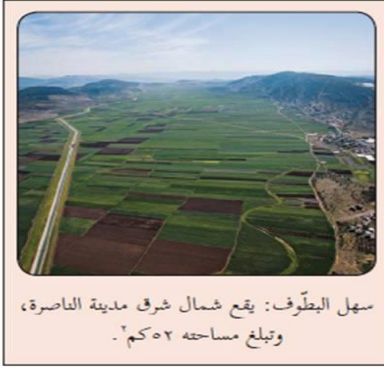 سهل البطّوف: يقع شمال شرق مدينة الناصرة،
وتبلغ مساحته ٥٢كم٢.